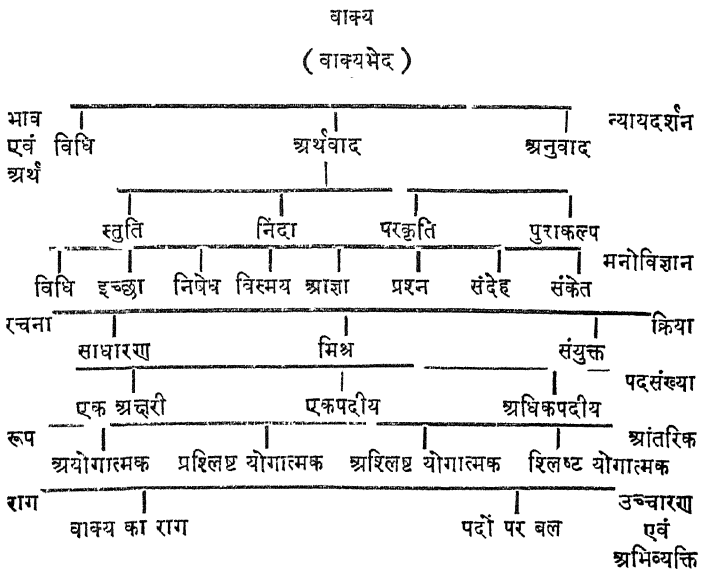 वाक्य
(वाक्यभेद)
भाव न्यायदर्शन
एवं विधि अर्थवाद अनुवाद
अर्थ
स्तुति निंदा परकृति पुराकल्प
मनोविज्ञान
विधि इच्छा निषेध विस्मय आज्ञा प्रश्न संदेह संकेत
रचना क्रिया
साधारण मिश्र संयुक्त
पदसंख्या
एक अक्षरी एकपदीय अधिकपदीय
रूप आंतरिक
अयोगात्मक प्रश्लिष्ट योगात्मक अश्लिष्ट योगात्मक श्लिष्ट योगात्मक
राग उच्चारण
वाक्य का राग पदों पर बल एवं
अभिव्यक्ति